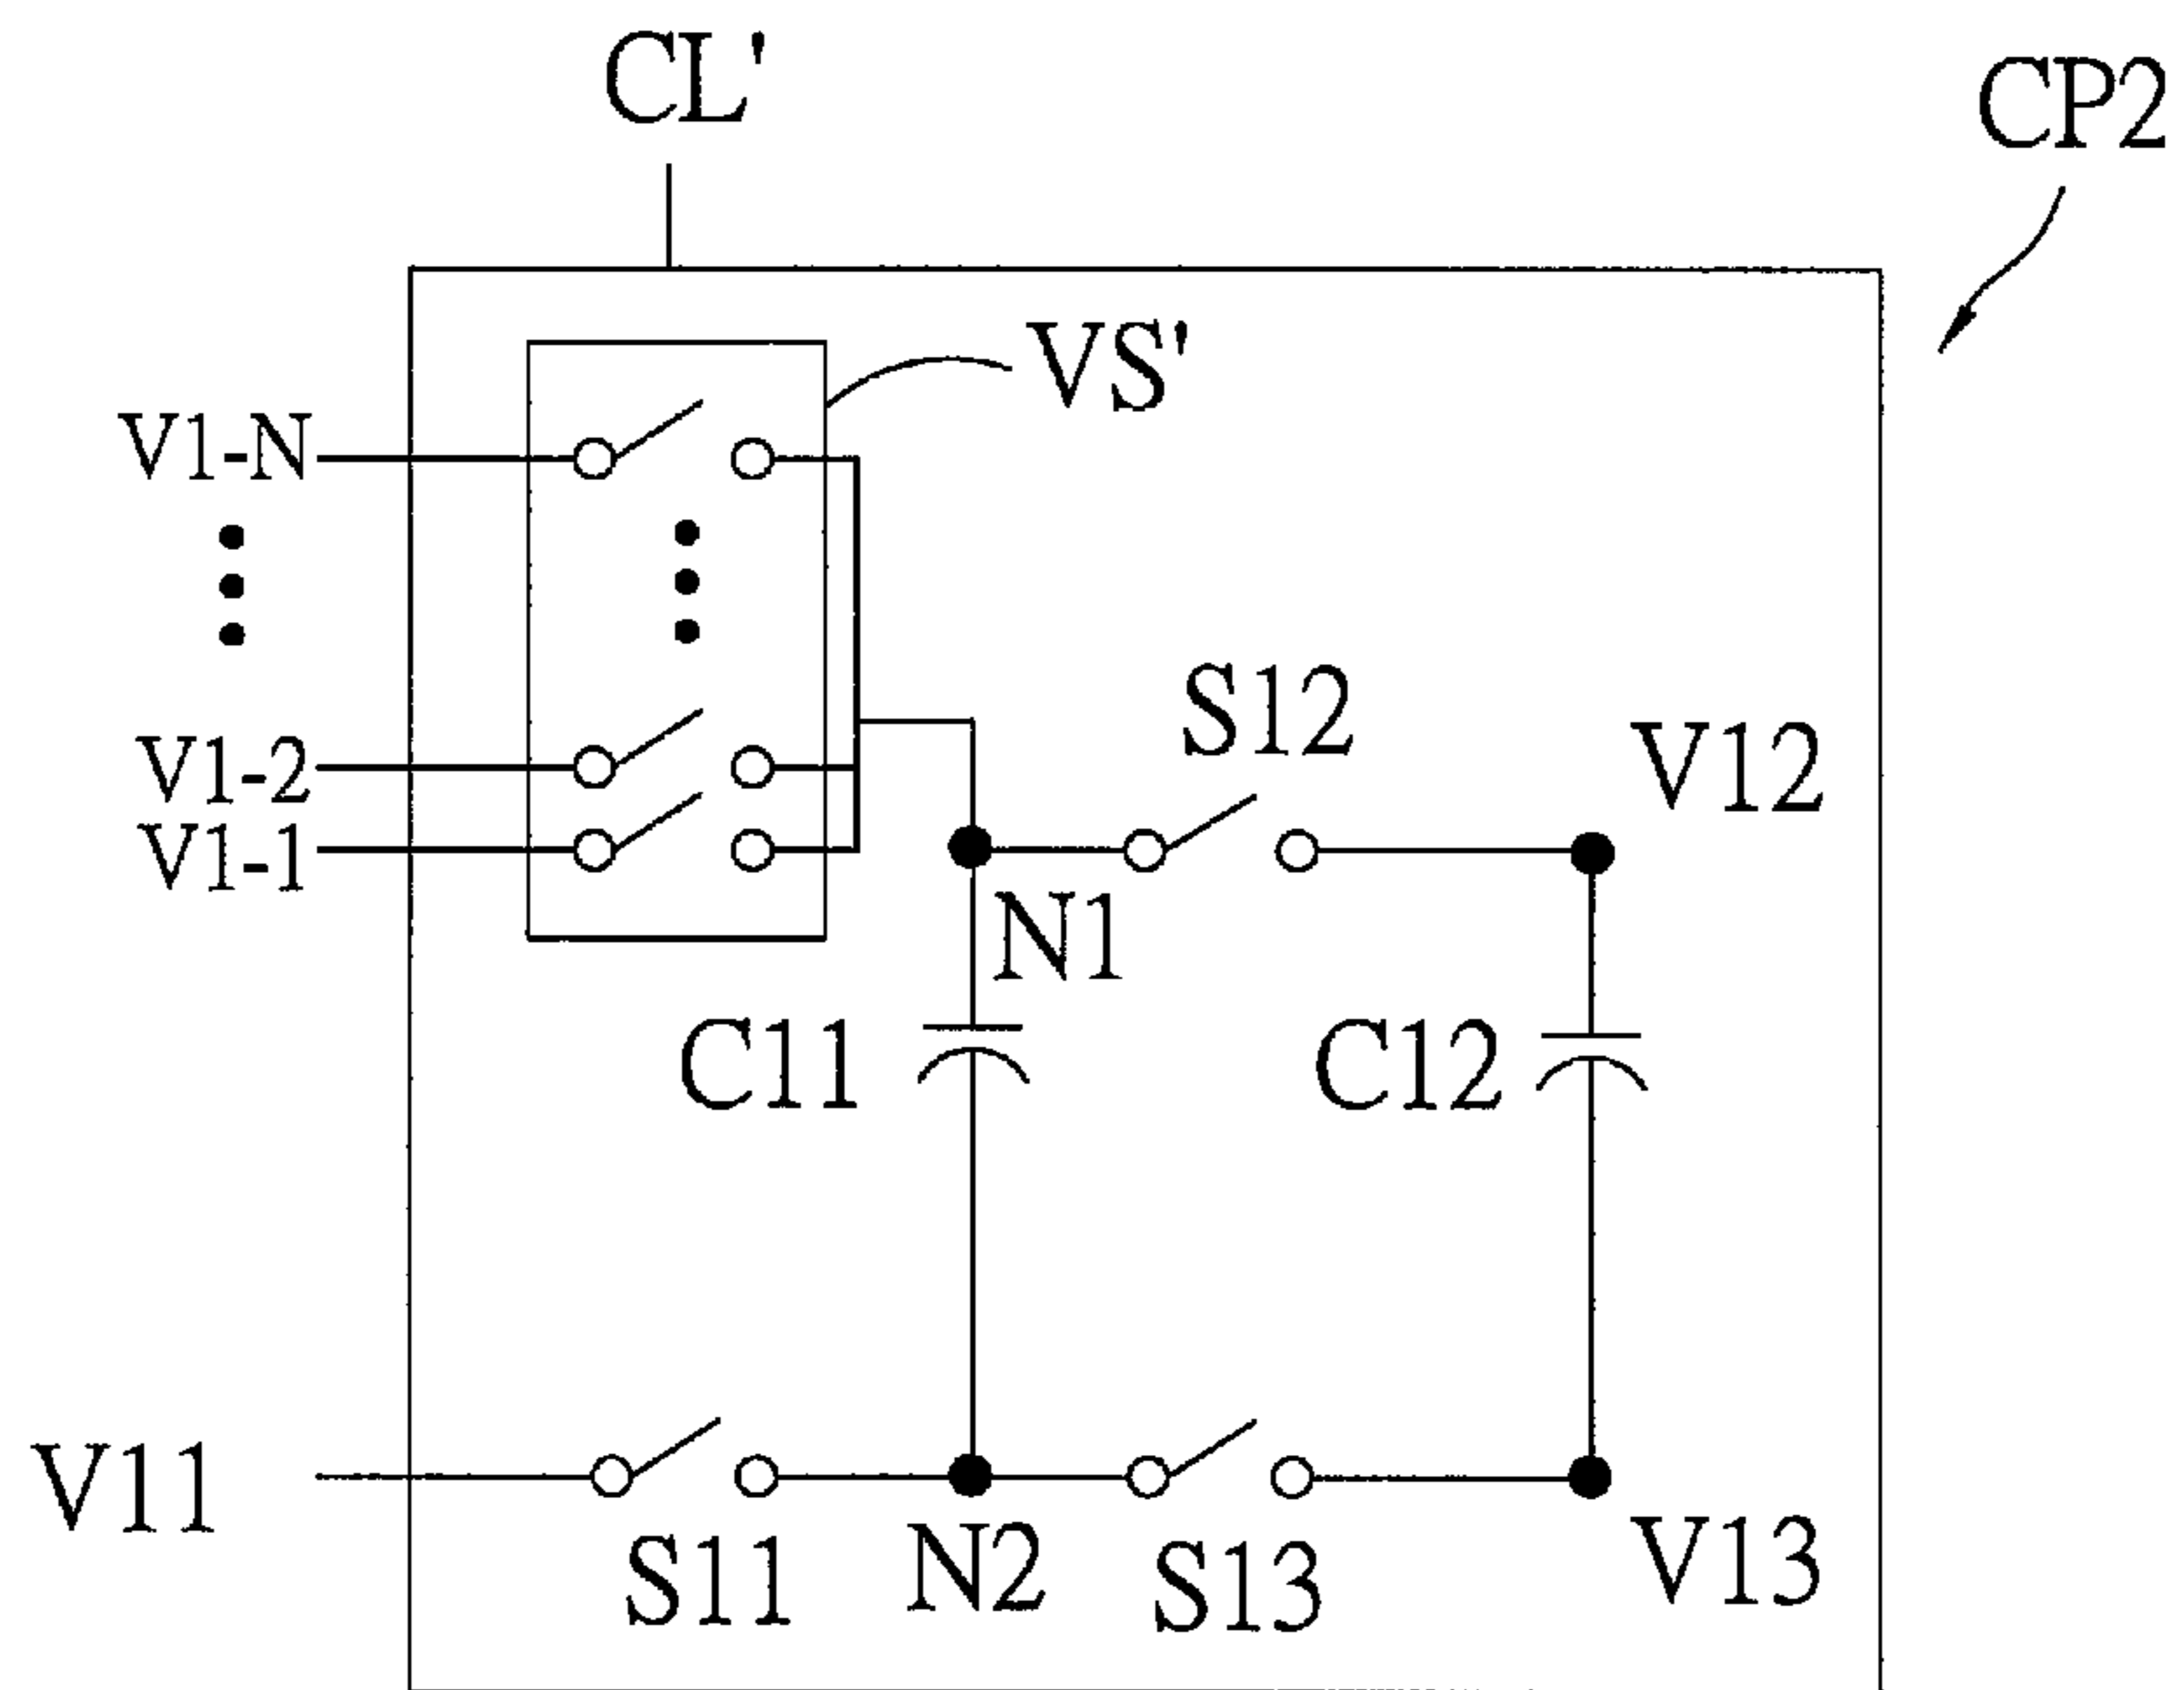 CL'
CP2
VS'
V1-N
S12
V12
V1-2
V1-1
N1
C11
C12
V11
S11
N2
S13
V13